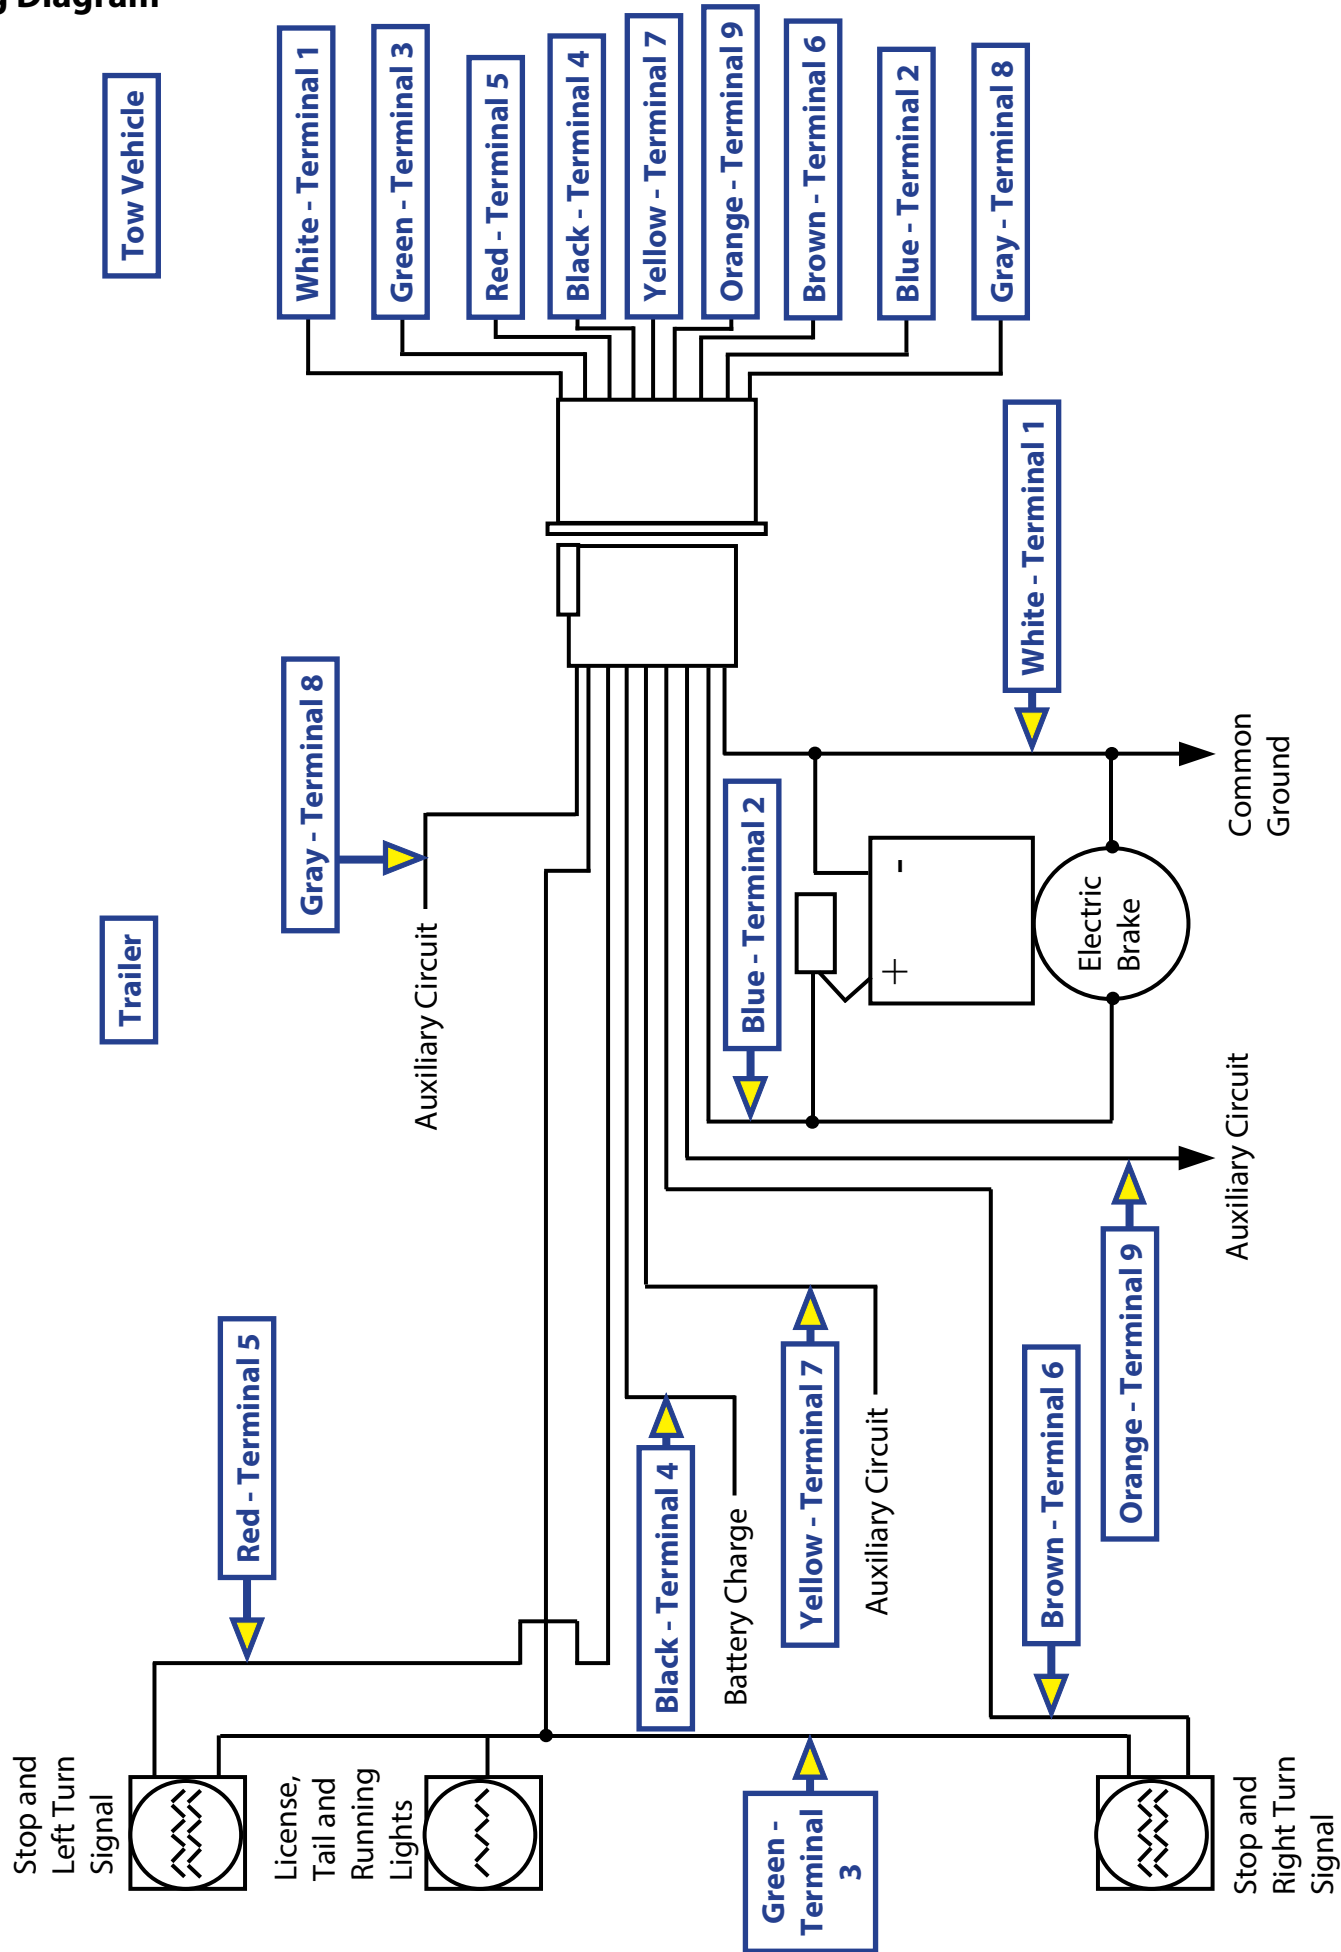 g Diagram
Tow Vehicle
White - Terminal 1
Green - Terminal 3
Red - Terminal 5
Black - Terminal 4
Yellow - Terminal 7
Orange - Terminal 9
Brown - Terminal 6
Blue - Terminal 2
Gray - Terminal 8
White - Terminal 1
Common
Ground
Gray - Terminal 8
Auxiliary Circuit
Trailer
Blue - Terminal 2
-
+
Electric
Brake
Auxiliary Circuit
Orange - Terminal 9
Red - Terminal 5
Black - Terminal 4
Battery Charge
Yellow - Terminal 7
Auxiliary Circuit
Brown - Terminal 6
Stop and
Left Turn
Signal
License,
Tail and
Running
Lights
Green -
Terminal
3
Stop and
Right Turn
Signal